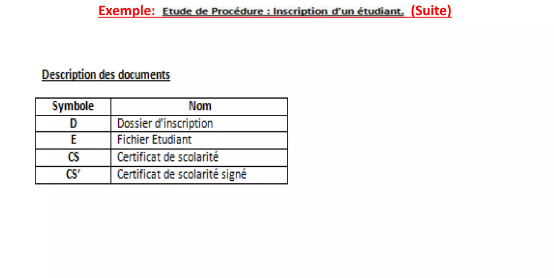 Exemple: Etude de Procédure : Inscription d'un étudiant. (Suite)
Description des documents
Symbole Nom
D Dossier d'inscription
E Fichier Etudiant
CS Certificat de scolarité
CS' Certificat de scolarité signé